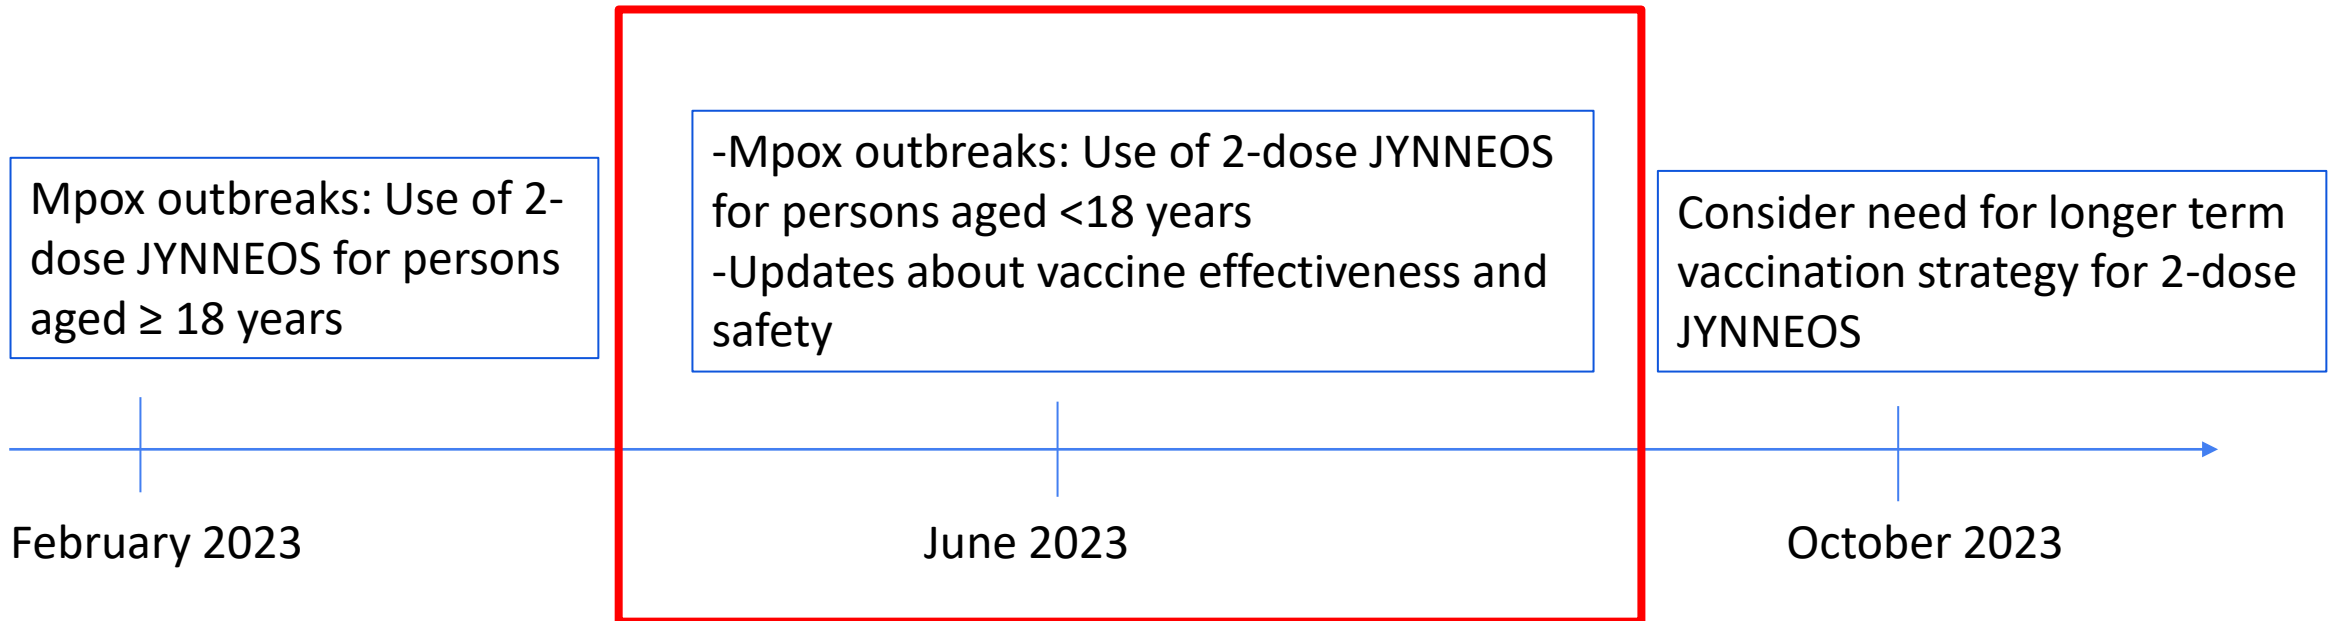 Mpox outbreaks: Use of 2-
dose JYNNEOS for persons
aged ≥ 18 years
-Mpox outbreaks: Use of 2-dose JYNNEOS
for persons aged <18 years
-Updates about vaccine effectiveness and
safety
Consider need for longer term
vaccination strategy for 2-dose
JYNNEOS
February 2023
June 2023
October 2023